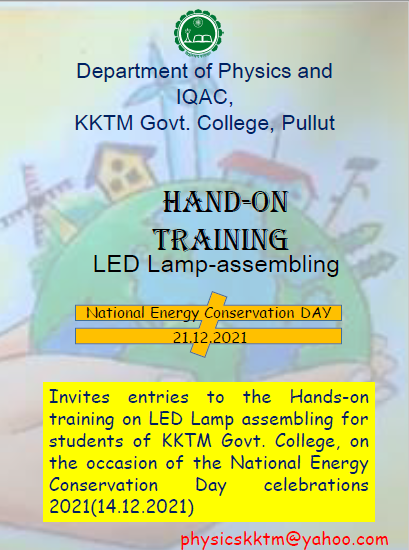 Department of Physics and
IQAC,
KKTM Govt. College, Pullut
HAND-ON
TRAINING
LED Lamp-assembling
National Energy Conservation DAY
21.12.2021
Invites entries to the Hands-on
training on LED Lamp assembling for
students of KKTM Govt. College, on
the occasion of the National Energy
Conservation Day celebrations
2021(14.12.2021)
physicskktm@yahoo.com